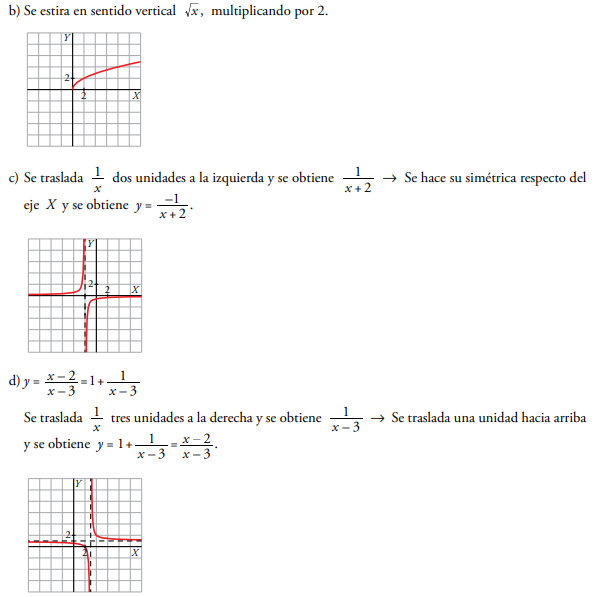 b) Se estira en sentido vertical √x, multiplicando por 2.
Y
2
2
X
c) Se traslada 1/x dos unidades a la izquierda y se obtiene 1/(x + 2) → Se hace su simétrica respecto del
eje X y se obtiene y = –1/(x + 2).
Y
2
2
X
d) y = (x – 2)/(x – 3) = 1 + 1/(x – 3)
Se traslada 1/x tres unidades a la derecha y se obtiene 1/(x – 3) → Se traslada una unidad hacia arriba
y se obtiene y = 1 + 1/(x – 3) = (x – 2)/(x – 3).
Y
2
2
X